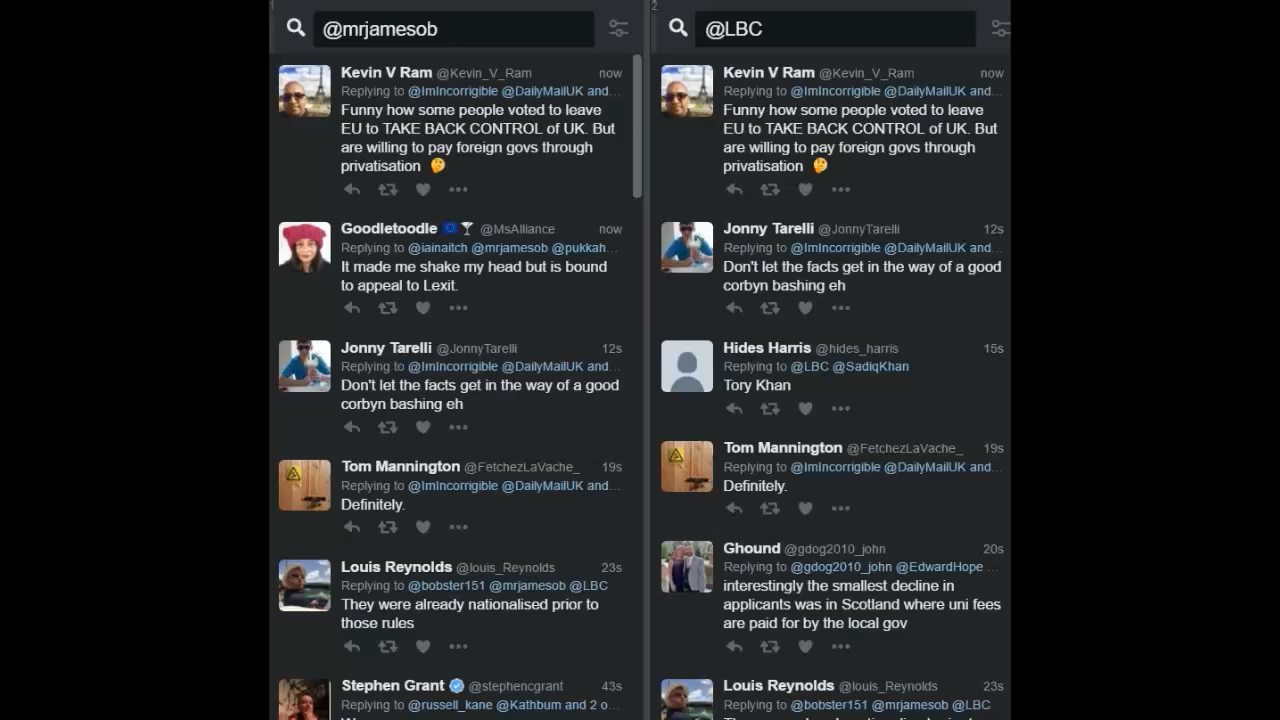 1
@mrjamesob
Kevin V Ram @Kevin_V_Ram now
Replying to @ImIncorrigible @DailyMailUK and...
Funny how some people voted to leave
EU to TAKE BACK CONTROL of UK. But
are willing to pay foreign govs through
privatisation 🤔
Goodletoodle 🇪🇺🍸 @MsAlliance now
Replying to @iainaitch @mrjamesob @pukkah...
It made me shake my head but is bound
to appeal to Lexit.
Jonny Tarelli @JonnyTarelli 12s
Replying to @ImIncorrigible @DailyMailUK and...
Don't let the facts get in the way of a good
corbyn bashing eh
Tom Mannington @FetchezLaVache_ 19s
Replying to @ImIncorrigible @DailyMailUK and...
Definitely.
Louis Reynolds @louis_Reynolds 23s
Replying to @bobster151 @mrjamesob @LBC
They were already nationalised prior to
those rules
Stephen Grant @stephencgrant 43s
Replying to @russell_kane @Kathbum and 2 o...
2
@LBC
Kevin V Ram @Kevin_V_Ram now
Replying to @ImIncorrigible @DailyMailUK and...
Funny how some people voted to leave
EU to TAKE BACK CONTROL of UK. But
are willing to pay foreign govs through
privatisation 🤔
Jonny Tarelli @JonnyTarelli 12s
Replying to @ImIncorrigible @DailyMailUK and...
Don't let the facts get in the way of a good
corbyn bashing eh
Hides Harris @hides_harris 15s
Replying to @LBC @SadiqKhan
Tory Khan
Tom Mannington @FetchezLaVache_ 19s
Replying to @ImIncorrigible @DailyMailUK and...
Definitely.
Ghound @gdog2010_john 20s
Replying to @gdog2010_john @EdwardHope ...
interestingly the smallest decline in
applicants was in Scotland where uni fees
are paid for by the local gov
Louis Reynolds @louis_Reynolds 23s
Replying to @bobster151 @mrjamesob @LBC